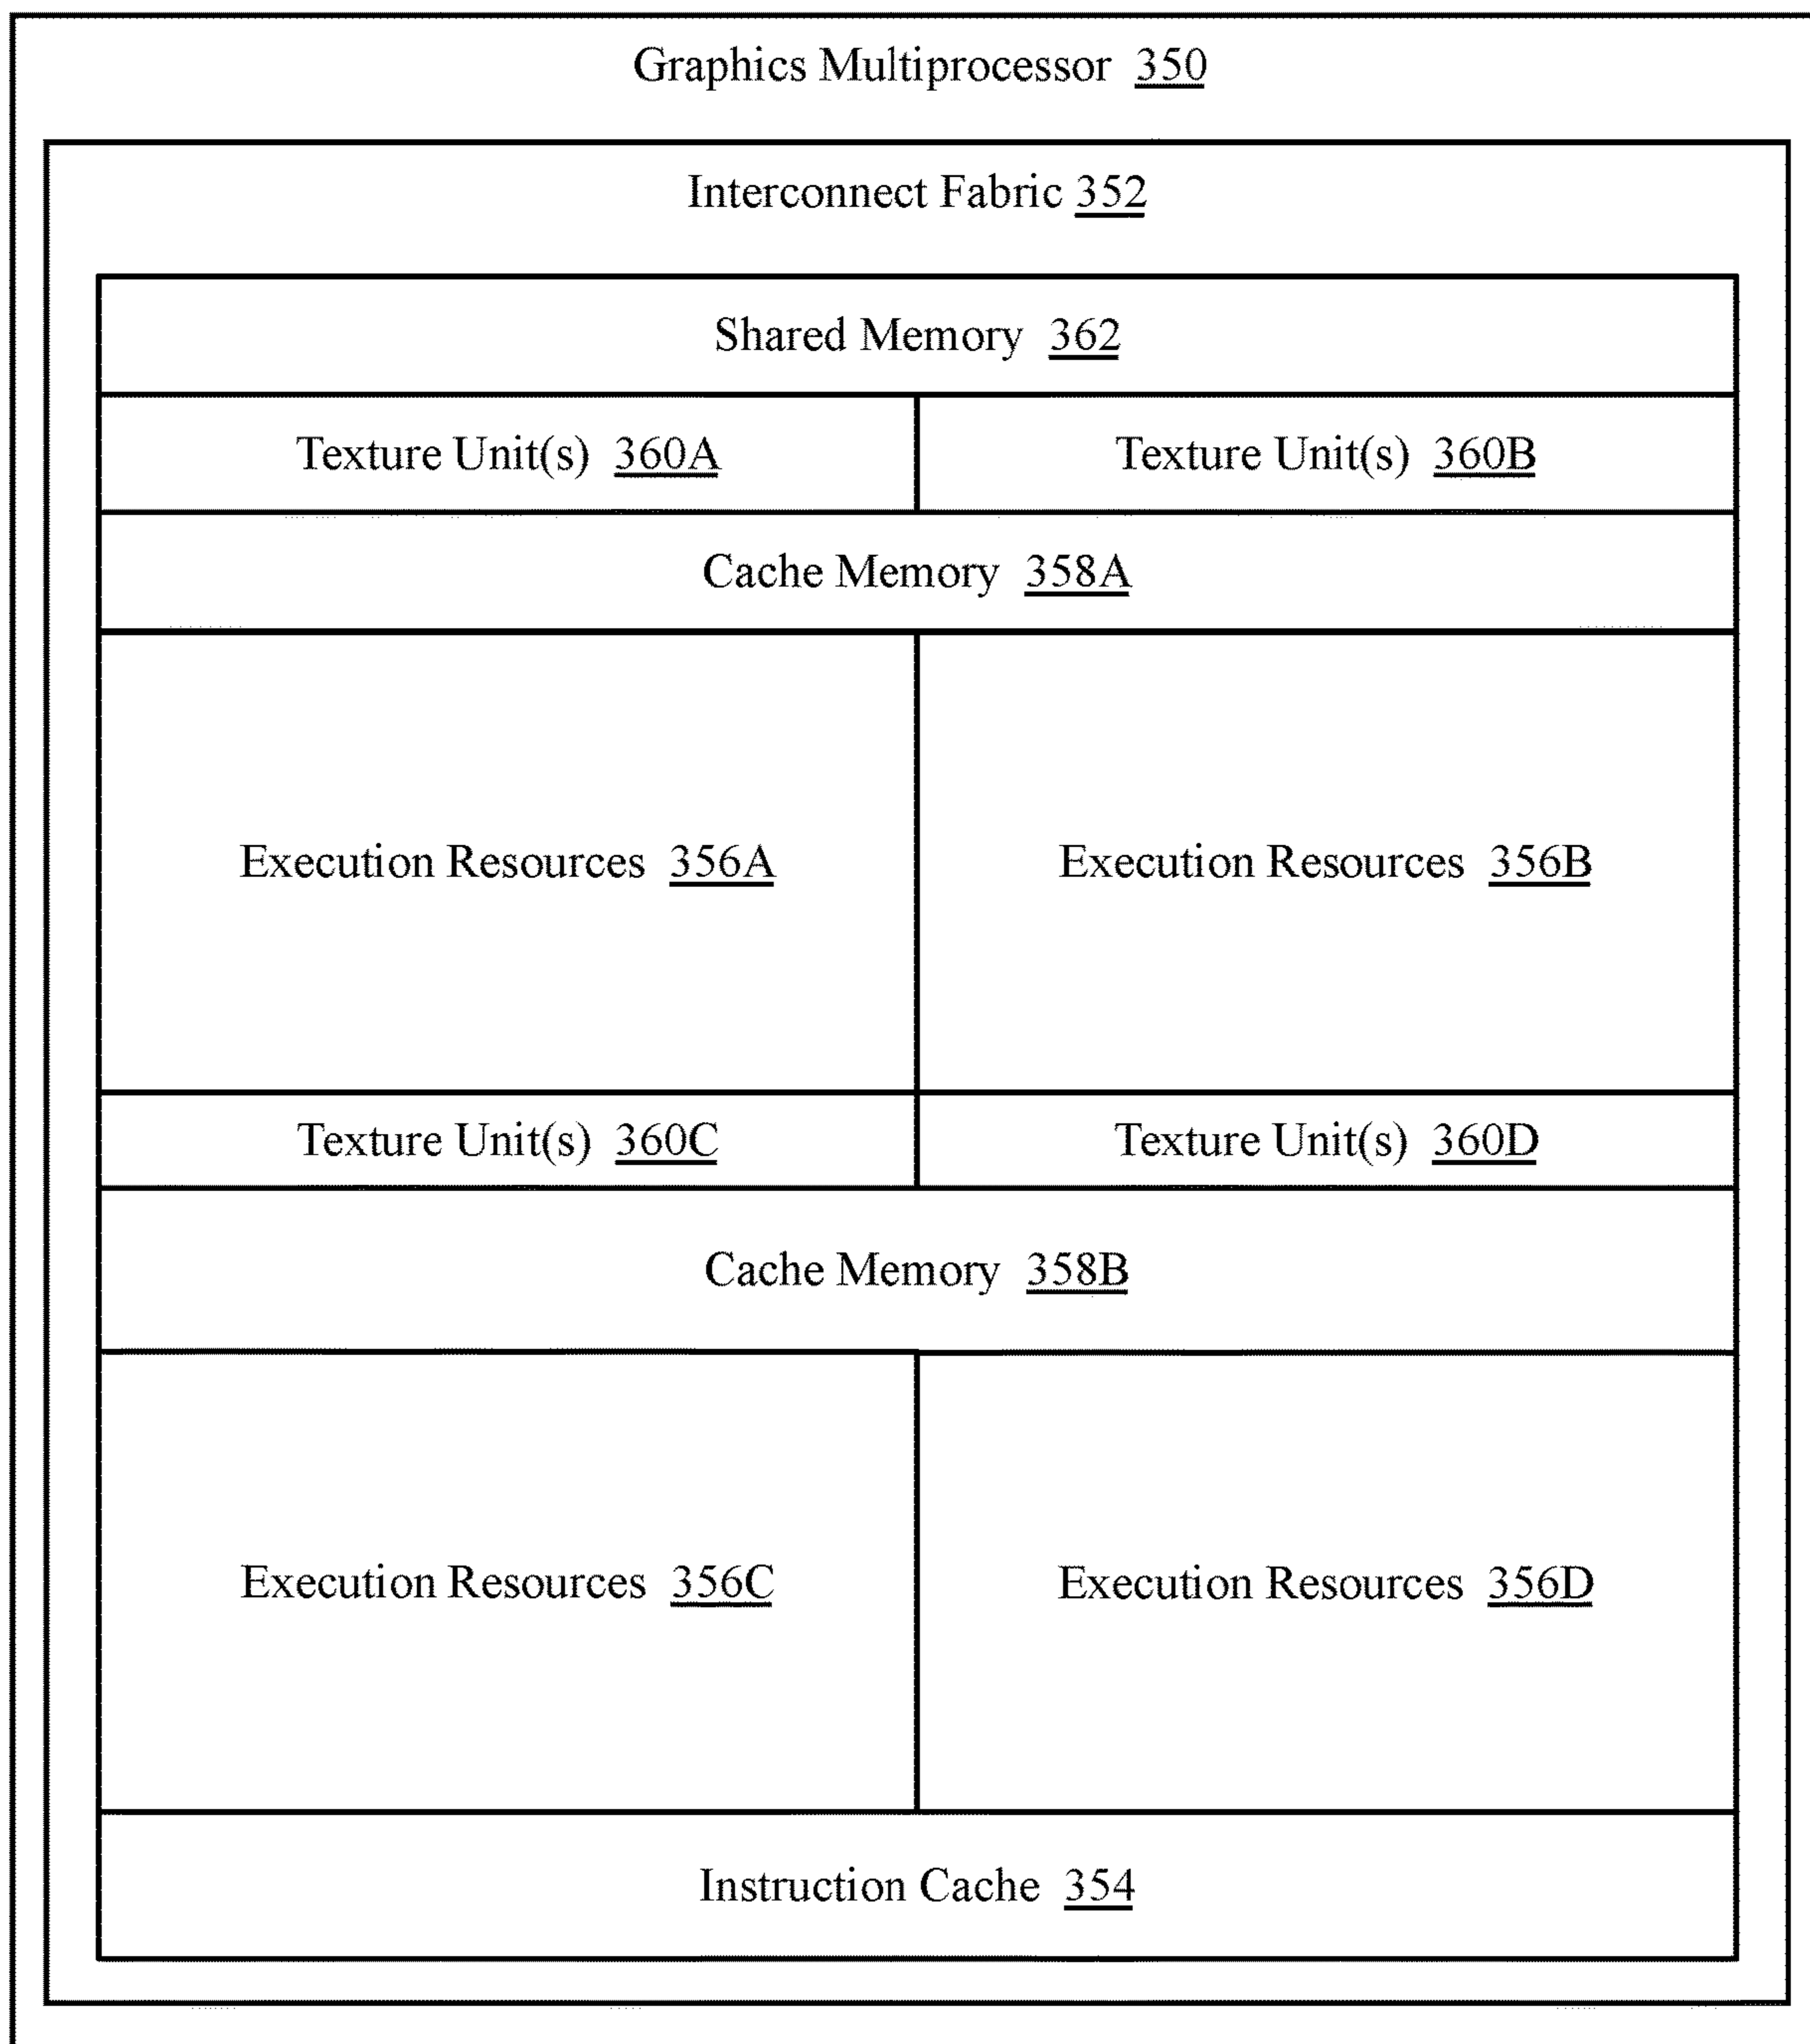 Graphics Multiprocessor 350
Interconnect Fabric 352
Shared Memory 362
Texture Unit(s) 360A
Texture Unit(s) 360B
Cache Memory 358A
Execution Resources 356A
Execution Resources 356B
Texture Unit(s) 360C
Texture Unit(s) 360D
Cache Memory 358B
Execution Resources 356C
Execution Resources 356D
Instruction Cache 354